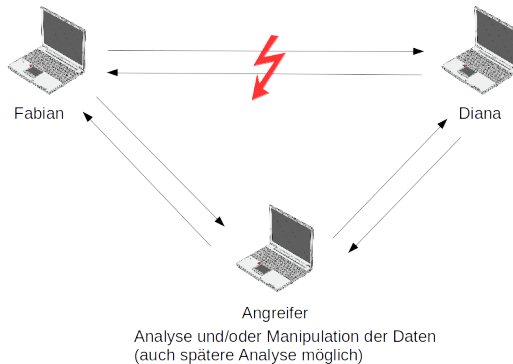 Fabian
Diana
Angreifer
Analyse und/oder Manipulation der Daten
(auch spätere Analyse möglich)